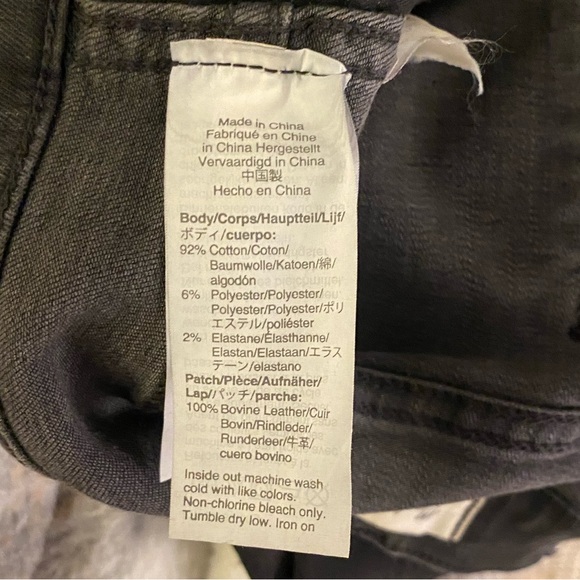 Made in China
Fabriqué en Chine
in China Hergestellt
Vervaardigd in China
中国製
Hecho en China
Body/Corps/Hauptteil/Lijf/
ボディ/cuerpo:
92% Cotton/Coton/
Baumwolle/Katoen/綿/
algodón
6% Polyester/Polyester/
Polyester/Polyester/ポリ
エステル/poliéster
2% Elastane/Élasthanne/
Elastan/Elastaan/エラス
テーン/elastano
Patch/Pièce/Aufnäher/
Lap/パッチ/parche:
100% Bovine Leather/Cuir
Bovin/Rindleder/
Runderleer/牛革/
cuero bovino
Inside out machine wash
cold with like colors.
Non-chlorine bleach only.
Tumble dry low. Iron on